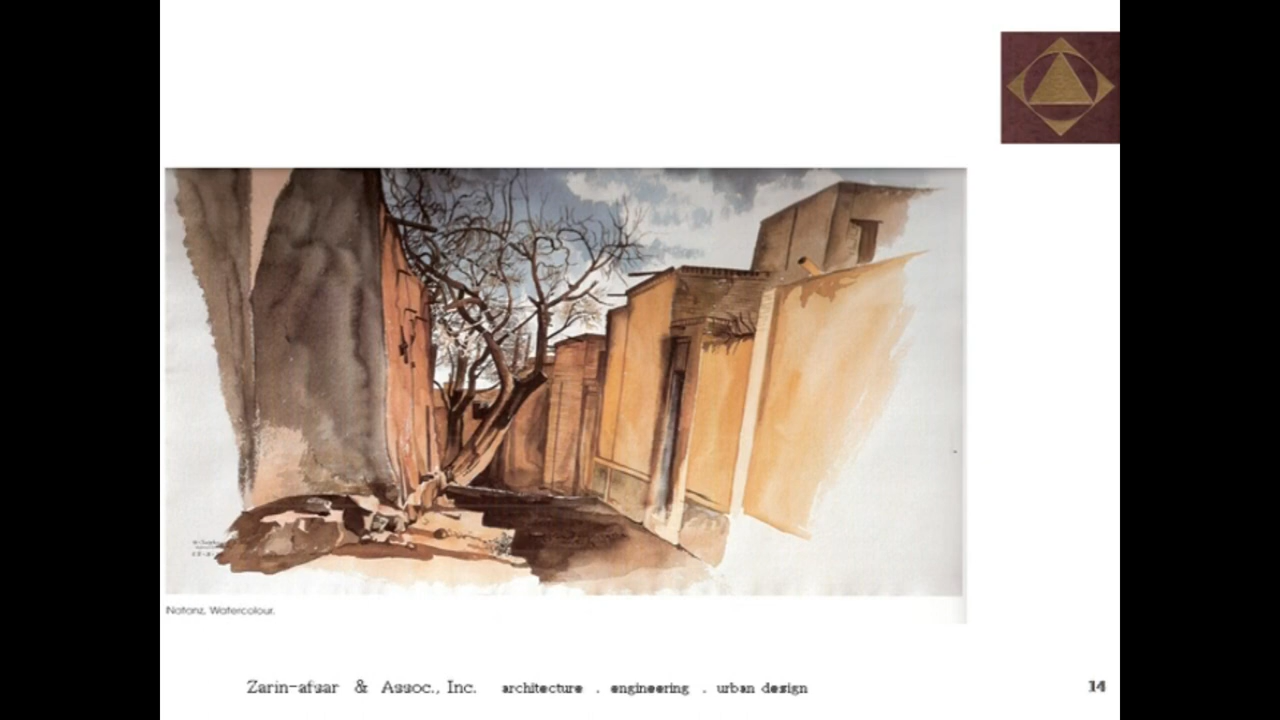 Natanz, Watercolour.
Zarin-afsar & Assoc., Inc. architecture . engineering . urban design 14